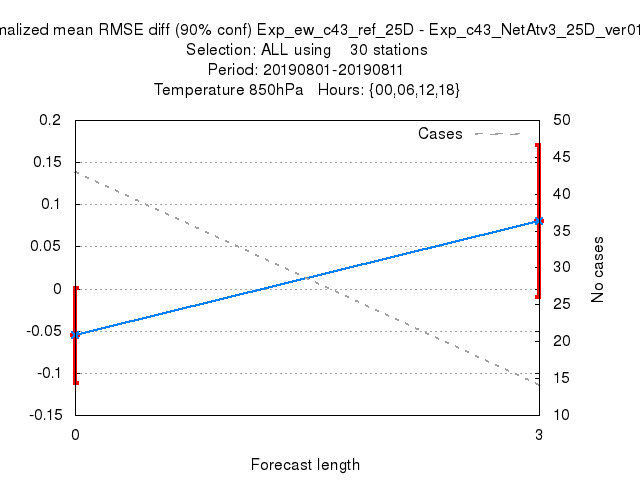 malized mean RMSE diff (90% conf) Exp_ew_c43_ref_25D - Exp_c43_NetAtv3_25D_ver01
Selection: ALL using 30 stations
Period: 20190801-20190811
Temperature 850hPa Hours: {00,06,12,18}
Cases
0.2
0.15
0.1
0.05
0
-0.05
-0.1
-0.15
50
45
40
35
30
25
20
15
10
No cases
0 3
Forecast length